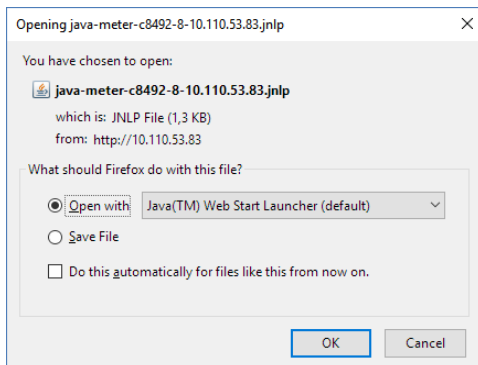 Opening java-meter-c8492-8-10.110.53.83.jnlp
You have chosen to open:
java-meter-c8492-8-10.110.53.83.jnlp
which is: JNLP File (1,3 KB)
from: http://10.110.53.83
What should Firefox do with this file?
Open with Java(TM) Web Start Launcher (default)
Save File
Do this automatically for files like this from now on.
OK Cancel